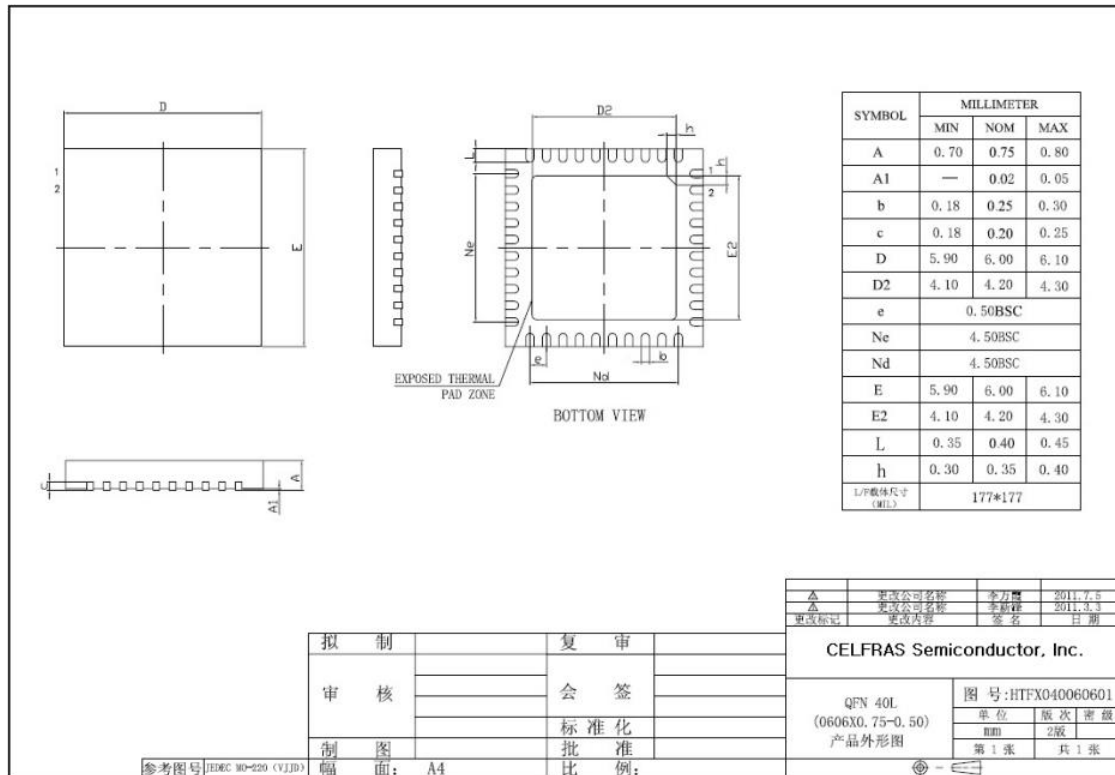 D
1
2
E
Ne
L
D2
h
h
1
2
E2
e
b
Nd
EXPOSED THERMAL
PAD ZONE
BOTTOM VIEW
c
A
A1
SYMBOL MILLIMETER
MIN NOM MAX
A 0.70 0.75 0.80
A1 — 0.02 0.05
b 0.18 0.25 0.30
c 0.18 0.20 0.25
D 5.90 6.00 6.10
D2 4.10 4.20 4.30
e 0.50BSC
Ne 4.50BSC
Nd 4.50BSC
E 5.90 6.00 6.10
E2 4.10 4.20 4.30
L 0.35 0.40 0.45
h 0.30 0.35 0.40
L/F载体尺寸
(MIL)
177*177
更改公司名称 李万霞 2011.7.5
更改公司名称 2011.3.3
更改标记 更改内容 签名 日期
CELFRAS Semiconductor, Inc.
拟 制 复 审
审 核 会 签
标 准 化
制 图 批 准
参考图号 JEDEC MO-220 (VJJD) 幅 面: A4 比 例:
QFN 40L
(0606X0.75-0.50)
产品外形图
图 号:HTFX040060601
单 位 版 次 密 级
mm 2版
第 1 张 共 1 张